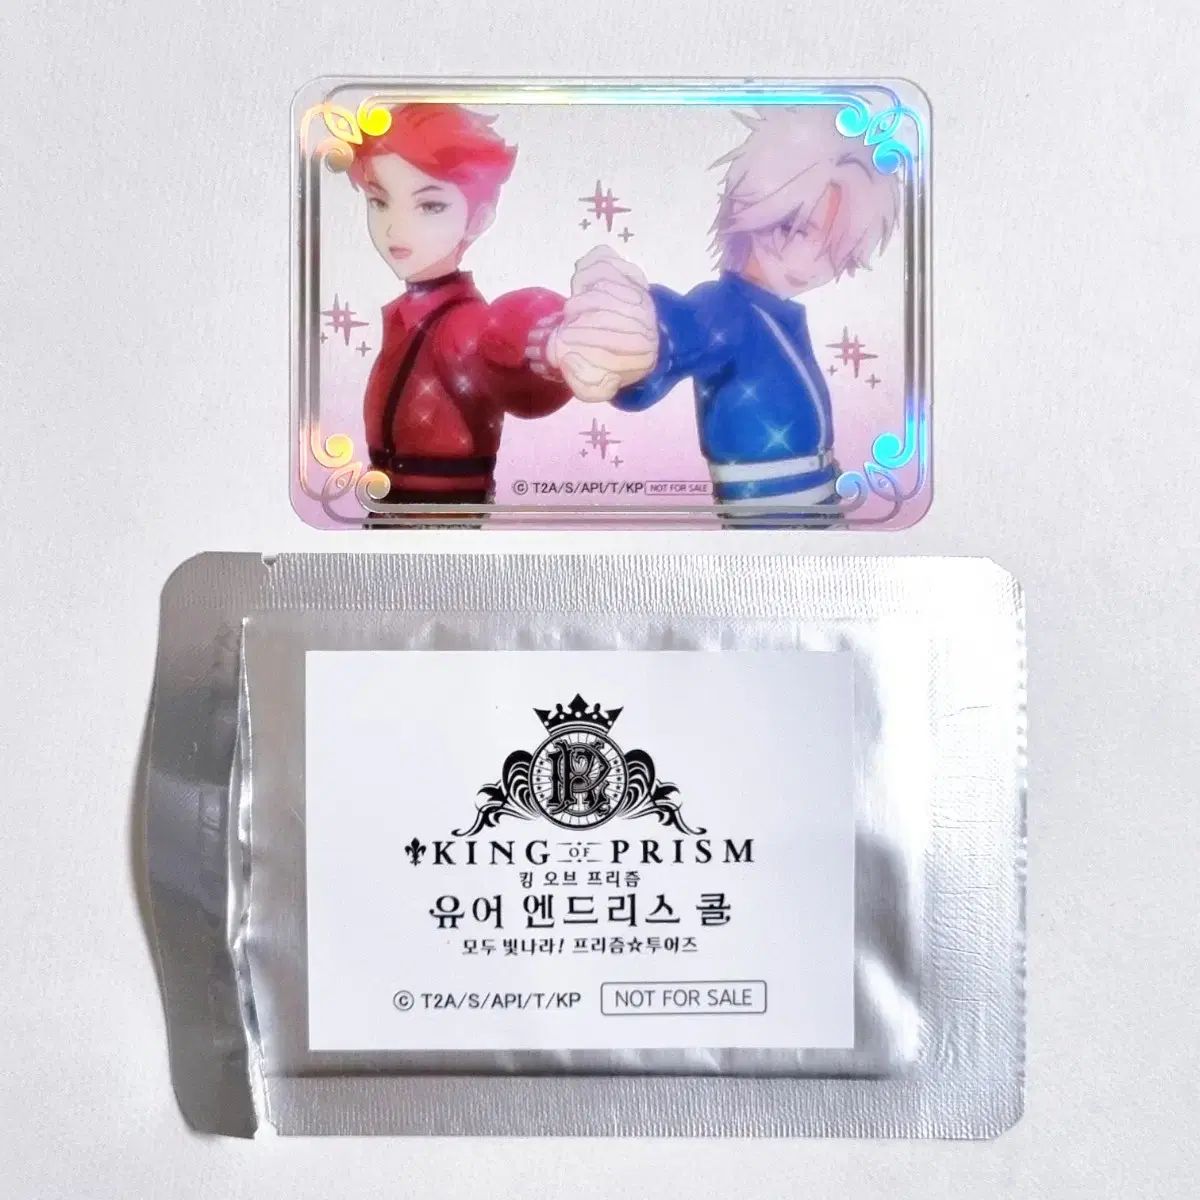 © T2A/S/API/T/KP NOT FOR SALE
KING OF PRISM
킹 오브 프리즘
유어 엔드리스 콜
모두 빛나라! 프리즘☆투어즈
© T2A/S/API/T/KP NOT FOR SALE